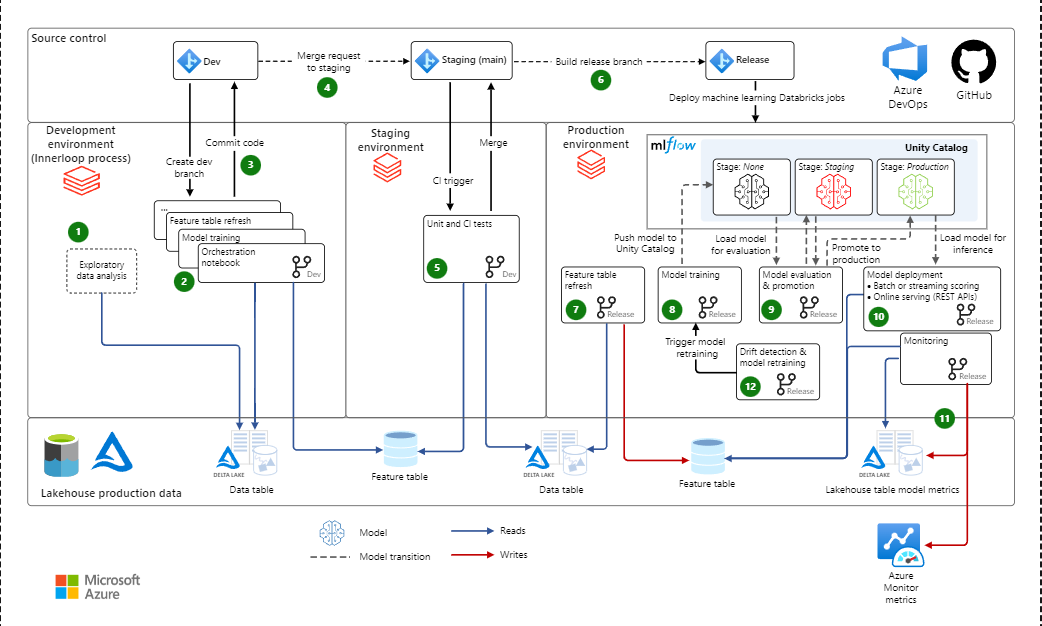 Source control
Dev
Merge request
to staging
4
Staging (main)
Build release branch
6
Release
Deploy machine learning Databricks jobs
Azure
DevOps
GitHub
Development
environment
(Innerloop process)
Create dev
branch
Commit code
3
1
Exploratory
data analysis
...
Feature table refresh
Model training
Orchestration
notebook
Dev
2
Staging
environment
CI trigger
Merge
Unit and CI tests
5
Dev
Production
environment
mlflow
Unity Catalog
Stage: None
Stage: Staging
Stage: Production
Push model to
Unity Catalog
Load model
for evaluation
Promote to
production
Load model for
inference
Feature table
refresh
7
Release
Model training
8
Release
Model evaluation
& promotion
9
Release
Model deployment
• Batch or streaming scoring
• Online serving (REST APIs)
10
Release
Trigger model
retraining
Drift detection &
model retraining
12
Release
Monitoring
Release
11
Lakehouse production data
DELTA LAKE
Data table
Feature table
DELTA LAKE
Data table
Feature table
DELTA LAKE
Lakehouse table model metrics
Model
Model transition
Reads
Writes
Azure
Monitor
metrics
Microsoft
Azure